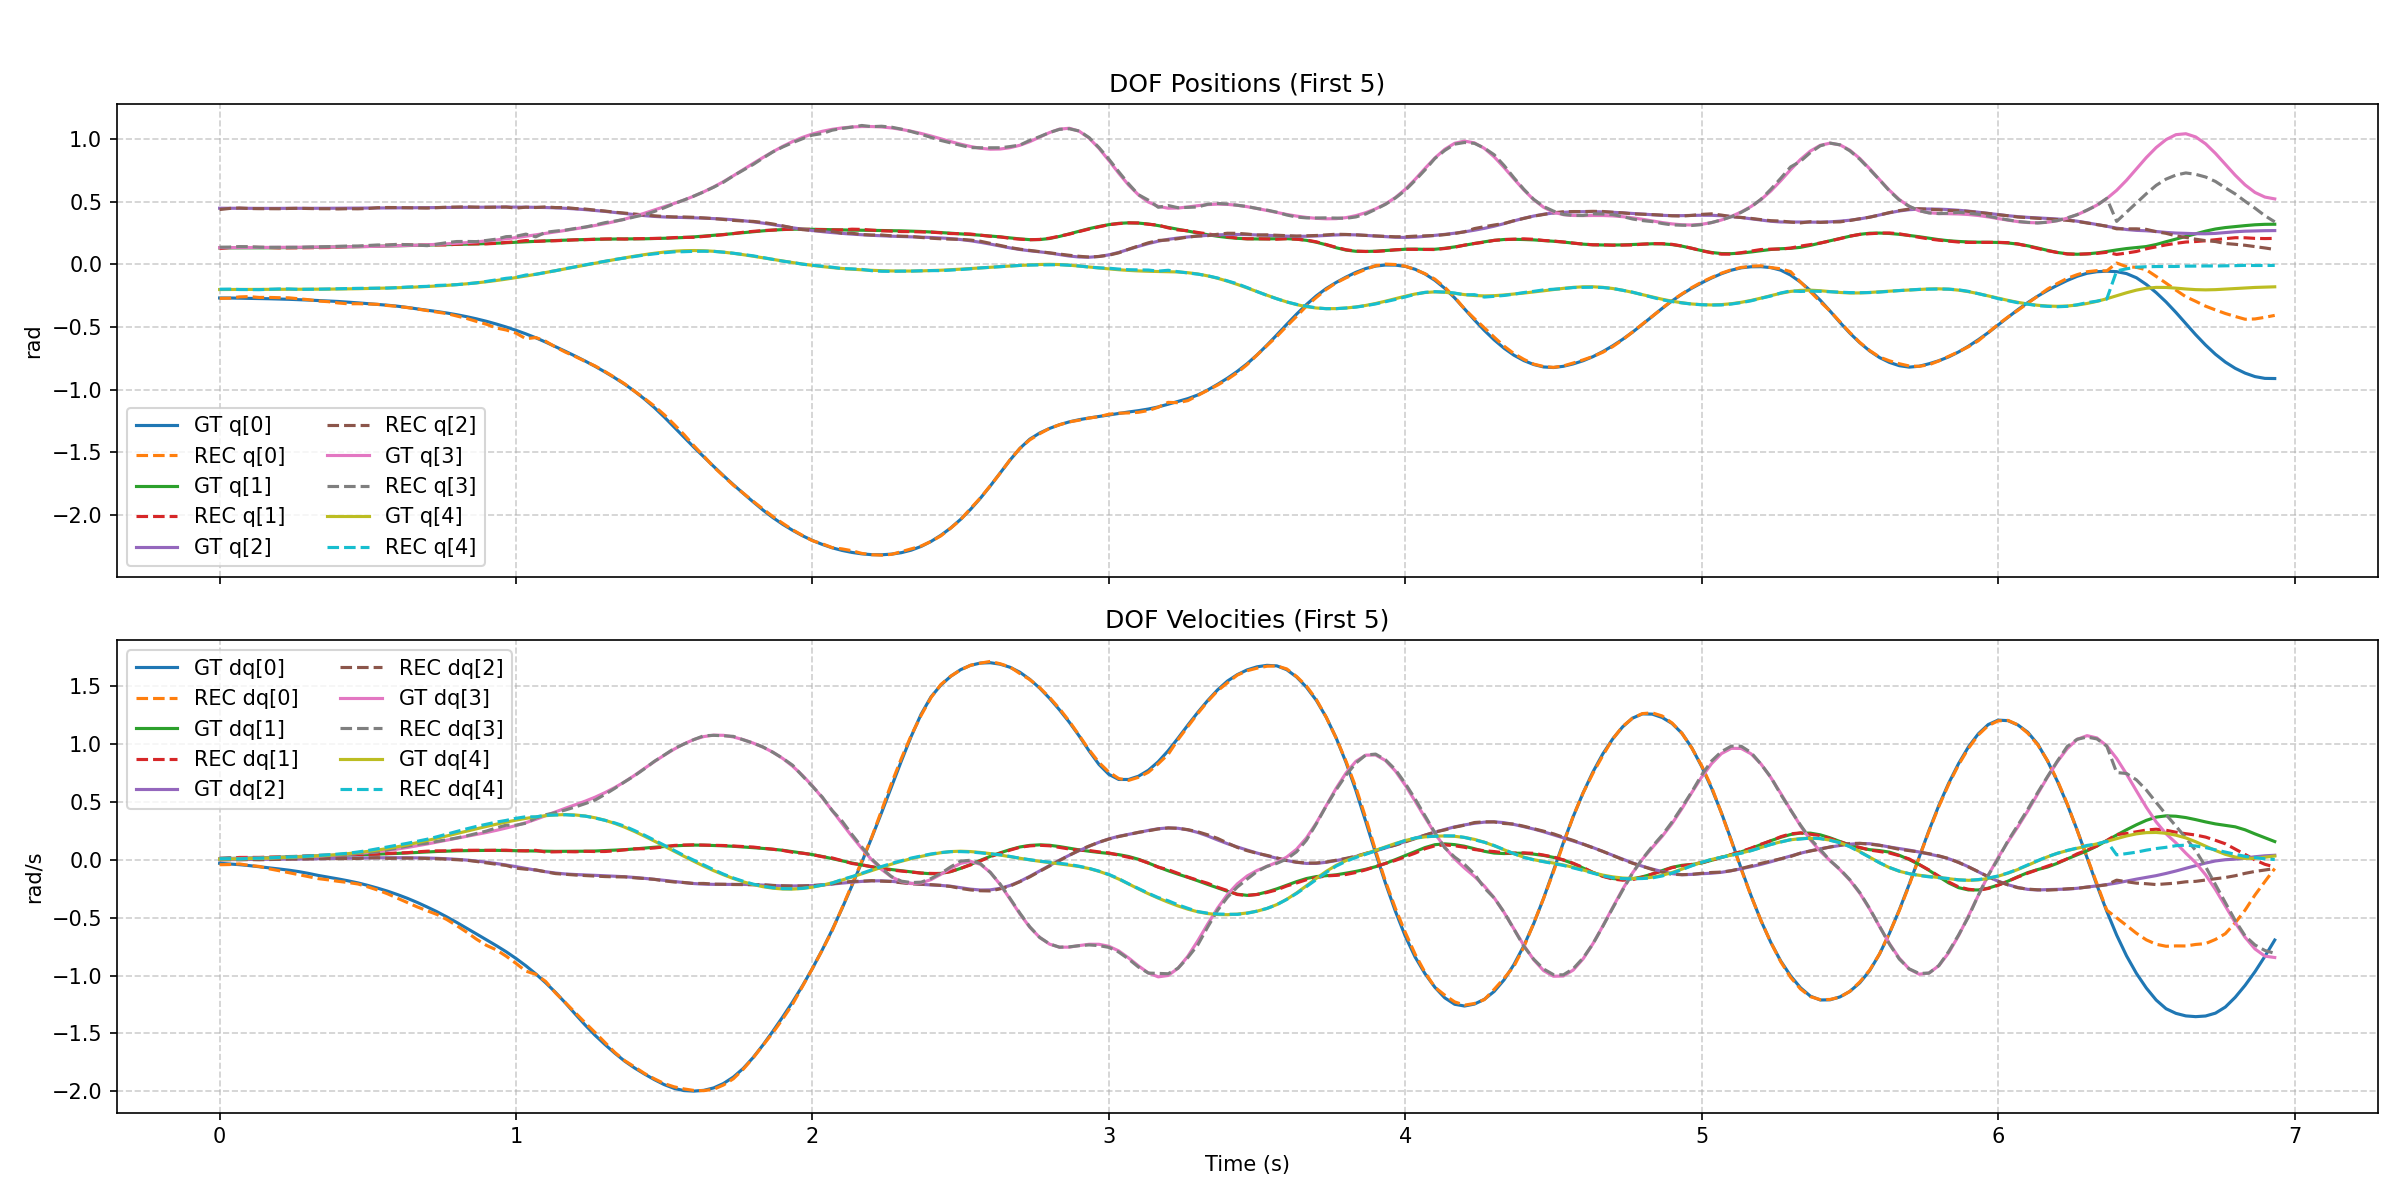 DOF Positions (First 5)
1.0
0.5
0.0
−0.5
−1.0
−1.5
−2.0
rad
GT q[0]
REC q[0]
GT q[1]
REC q[1]
GT q[2]
REC q[2]
GT q[3]
REC q[3]
GT q[4]
REC q[4]
DOF Velocities (First 5)
1.5
1.0
0.5
0.0
−0.5
−1.0
−1.5
−2.0
rad/s
GT dq[0]
REC dq[0]
GT dq[1]
REC dq[1]
GT dq[2]
REC dq[2]
GT dq[3]
REC dq[3]
GT dq[4]
REC dq[4]
0 1 2 3 4 5 6 7
Time (s)